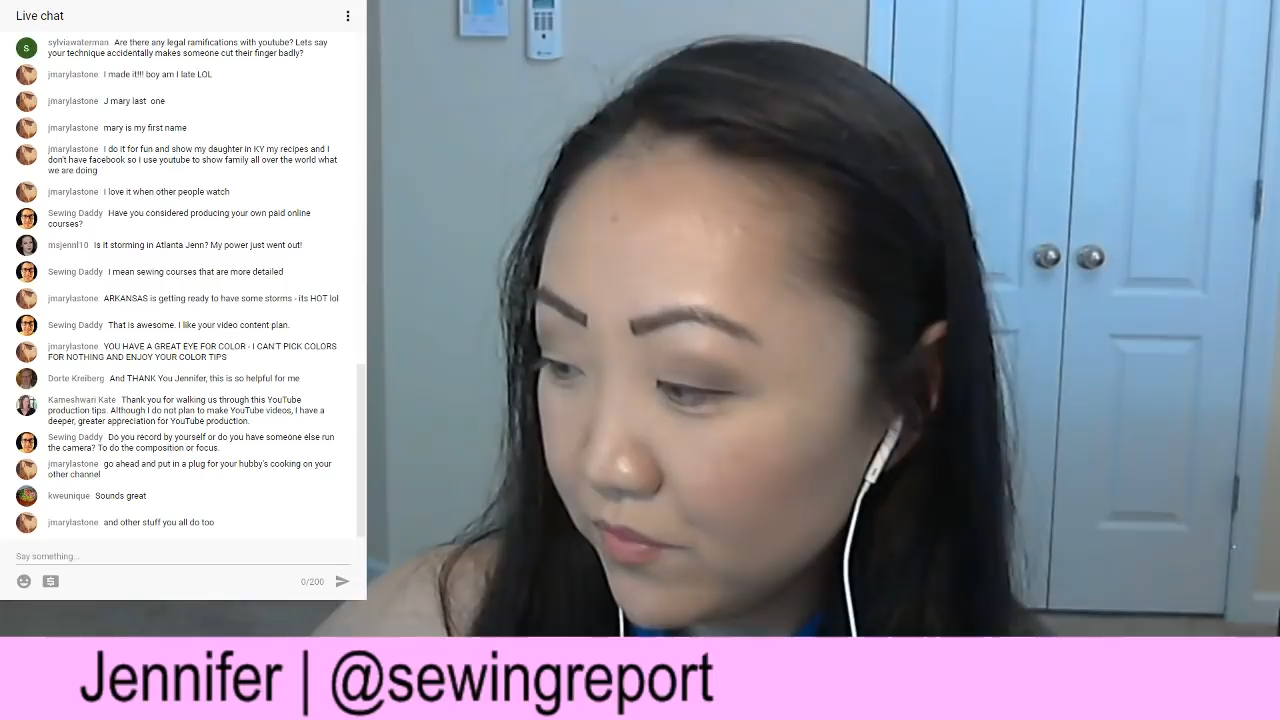 Live chat
S
sylviawaterman Are there any legal ramifications with youtube? Lets say
your technique accidentally makes someone cut their finger badly?
jmarylastone I made it!!! boy am I late LOL
jmarylastone J mary last one
jmarylastone mary is my first name
jmarylastone I do it for fun and show my daughter in KY my recipes and I
don't have facebook so I use youtube to show family all over the world what
we are doing
jmarylastone I love it when other people watch
Sewing Daddy Have you considered producing your own paid online
courses?
msjennl10 Is it storming in Atlanta Jenn? My power just went out!
Sewing Daddy I mean sewing courses that are more detailed
jmarylastone ARKANSAS is getting ready to have some storms - its HOT lol
Sewing Daddy That is awesome. I like your video content plan.
jmarylastone YOU HAVE A GREAT EYE FOR COLOR - I CAN'T PICK COLORS
FOR NOTHING AND ENJOY YOUR COLOR TIPS
Dorte Kreiberg And THANK You Jennifer, this is so helpful for me
Kameshwari Kate Thank you for walking us through this YouTube
production tips. Although I do not plan to make YouTube videos, I have a
deeper, greater appreciation for YouTube production.
Sewing Daddy Do you record by yourself or do you have someone else run
the camera? To do the composition or focus.
jmarylastone go ahead and put in a plug for your hubby's cooking on your
other channel
kweunique Sounds great
jmarylastone and other stuff you all do too
Say something...
0/200
Jennifer | @sewingreport